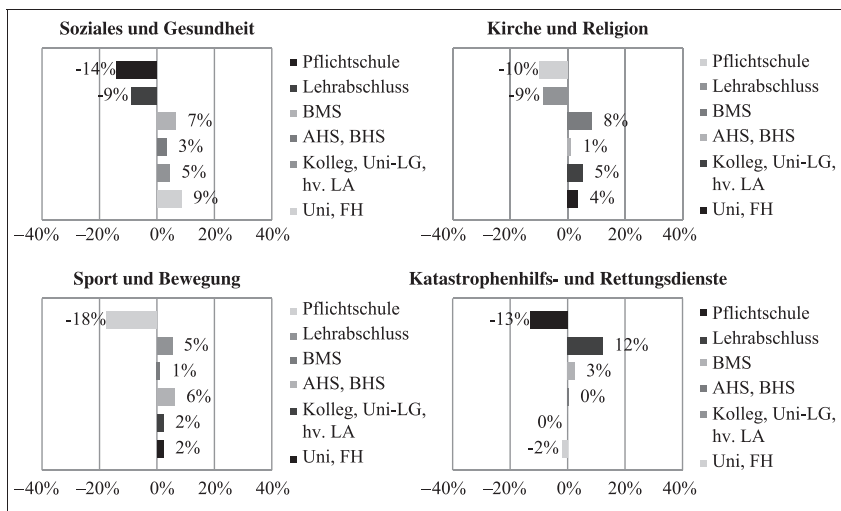 Soziales und Gesundheit
-14%
-9%
7%
3%
5%
9%
–40% –20% 0% 20% 40%
Pflichtschule
Lehrabschluss
BMS
AHS, BHS
Kolleg, Uni-LG,
hv. LA
Uni, FH
Kirche und Religion
-10%
-9%
8%
1%
5%
4%
–40% –20% 0% 20% 40%
Pflichtschule
Lehrabschluss
BMS
AHS, BHS
Kolleg, Uni-LG,
hv. LA
Uni, FH
Sport und Bewegung
-18%
5%
1%
6%
2%
2%
–40% –20% 0% 20% 40%
Pflichtschule
Lehrabschluss
BMS
AHS, BHS
Kolleg, Uni-LG,
hv. LA
Uni, FH
Katastrophenhilfs- und Rettungsdienste
-13%
12%
3%
0%
0%
-2%
–40% –20% 0% 20% 40%
Pflichtschule
Lehrabschluss
BMS
AHS, BHS
Kolleg, Uni-LG,
hv. LA
Uni, FH